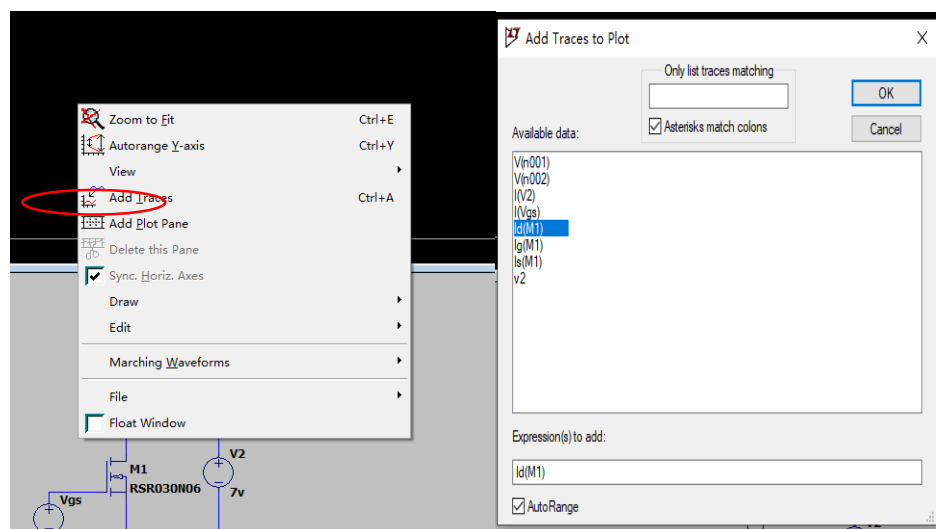 Zoom to Fit Ctrl+E
Autorange Y-axis Ctrl+Y
View
Add Traces Ctrl+A
Add Plot Pane
Delete this Pane
Sync. Horiz. Axes
Draw
Edit
Marching Waveforms
File
Float Window
M1
RSR030N06
Vgs
V2
7v
17
Add Traces to Plot
Only list traces matching
OK
Asterisks match colons
Cancel
Available data:
V(n001)
V(n002)
I(V2)
I(Vgs)
Id(M1)
Ig(M1)
Is(M1)
v2
Expression(s) to add:
Id(M1)
AutoRange